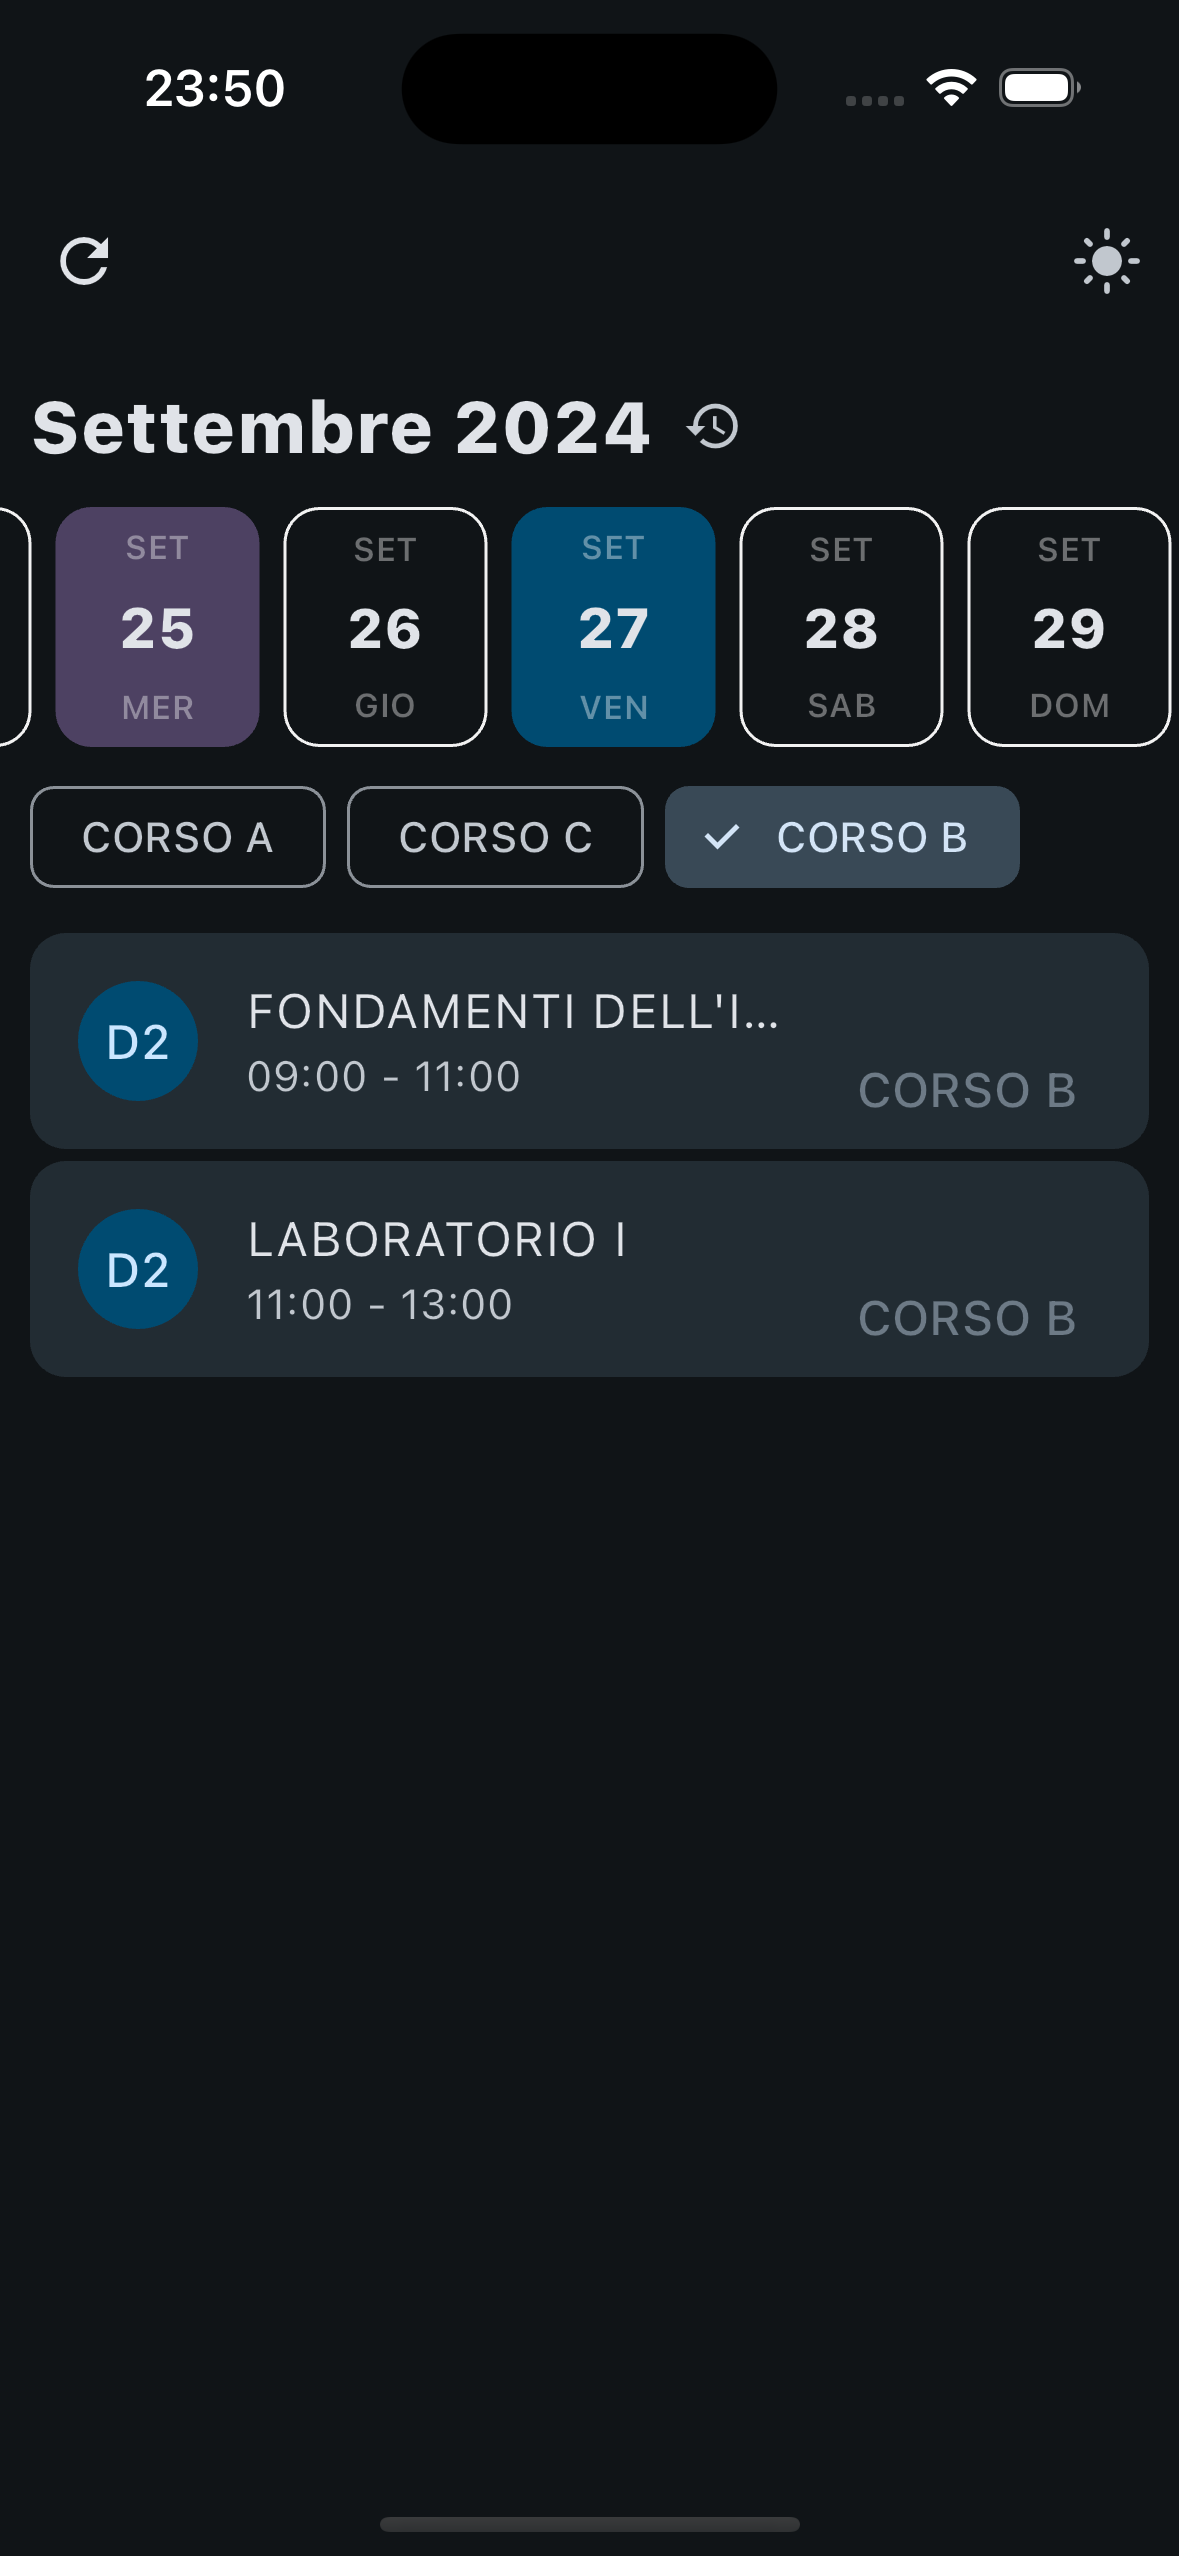 23:50
Settembre 2024
SET
25
MER
SET
26
GIO
SET
27
VEN
SET
28
SAB
SET
29
DOM
CORSO A
CORSO C
CORSO B
D2
FONDAMENTI DELL'I...
09:00 - 11:00
CORSO B
D2
LABORATORIO I
11:00 - 13:00
CORSO B